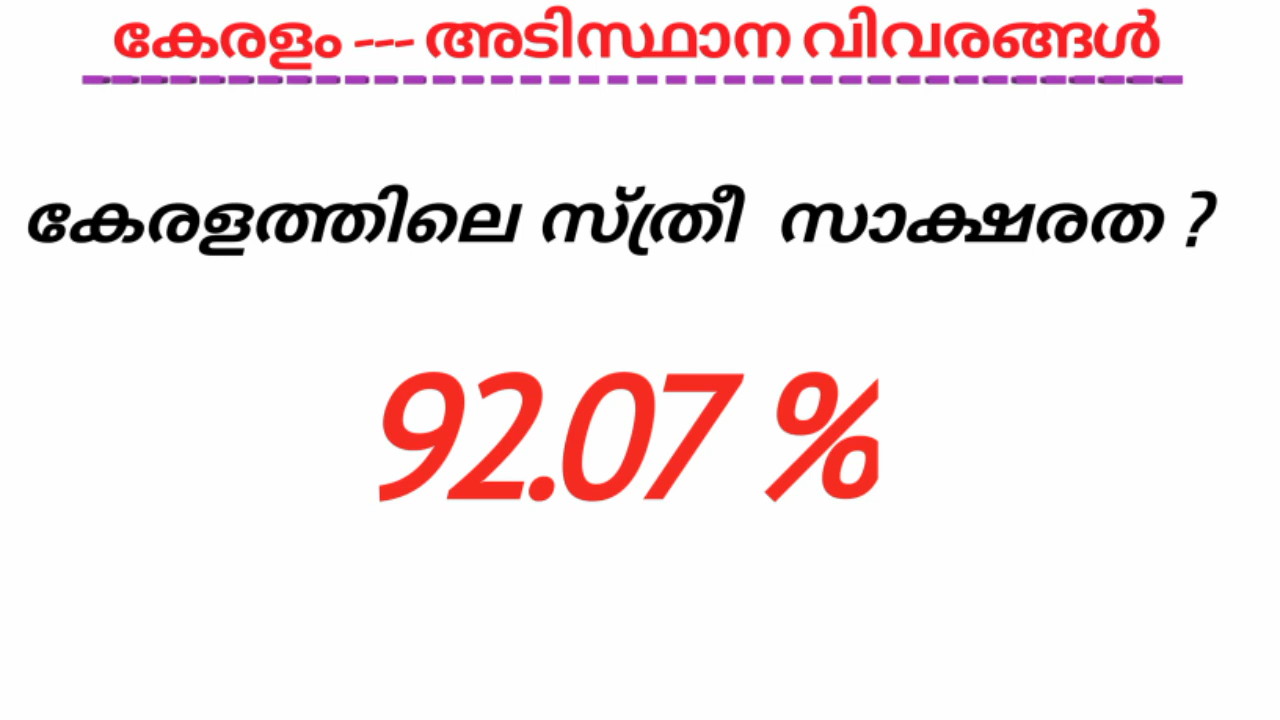 കേരളം --- അടിസ്ഥാന വിവരങ്ങൾ
കേരളത്തിലെ സ്ത്രീ സാക്ഷരത ?
92.07 %